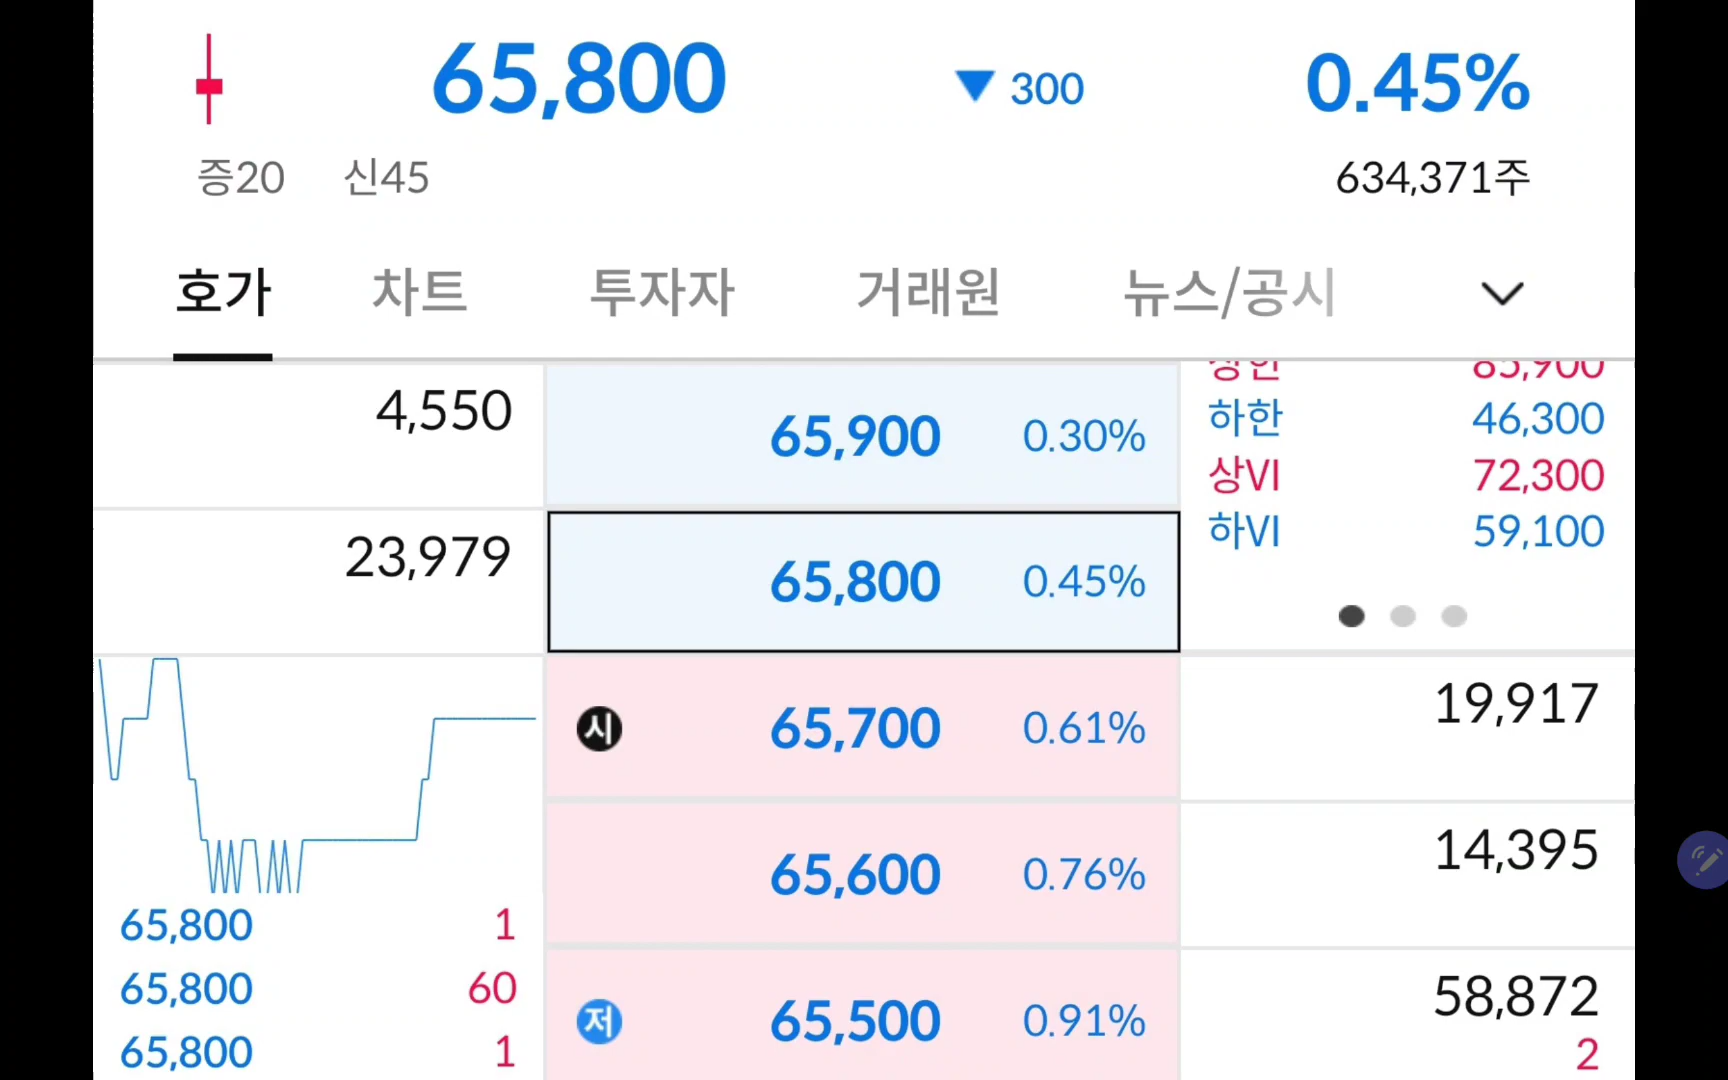 65,800 ▼ 300 0.45%
증20 신45 634,371주
호가 차트 투자자 거래원 뉴스/공시
4,550 65,900 0.30%
상한 85,900
하한 46,300
상VI 72,300
하VI 59,100
23,979 65,800 0.45%
시 65,700 0.61% 19,917
65,600 0.76% 14,395
저 65,500 0.91% 58,872
2
65,800 1
65,800 60
65,800 1